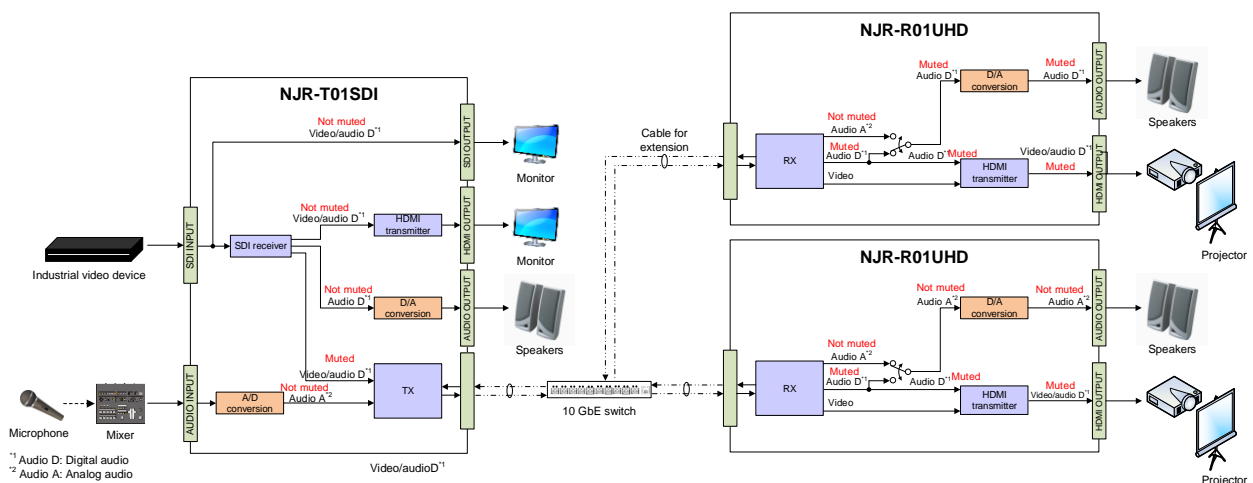 NJR-T01SDI
Not muted
Video/audio D*1
SDI INPUT
SDI receiver
Not muted
Video/audio D*1
HDMI
transmitter
Not muted
Audio D*1
D/A
conversion
Muted
Video/audio D*1
TX
AUDIO INPUT
A/D
conversion
Not muted
Audio A*2
SDI OUTPUT
HDMI OUTPUT
AUDIO OUTPUT
Monitor
Monitor
Speakers
Industrial video device
Microphone
Mixer
*1 Audio D: Digital audio
*2 Audio A: Analog audio
Video/audioD*1
Cable for
extension
10 GbE switch
NJR-R01UHD
RX
Not muted
Audio A*2
Muted
Audio D*1
Video
Muted
Audio D*1
D/A
conversion
Muted
Audio D*1
Audio D*1
Muted
HDMI
transmitter
Video/audio D*1
Muted
AUDIO OUTPUT
HDMI OUTPUT
Speakers
Projector
NJR-R01UHD
RX
Not muted
Audio A*2
Muted
Audio D*1
Video
Not muted
Audio A*2
D/A
conversion
Not muted
Audio A*2
Audio D*1
Muted
HDMI
transmitter
Muted
Video/audio D*1
AUDIO OUTPUT
HDMI OUTPUT
Speakers
Projector